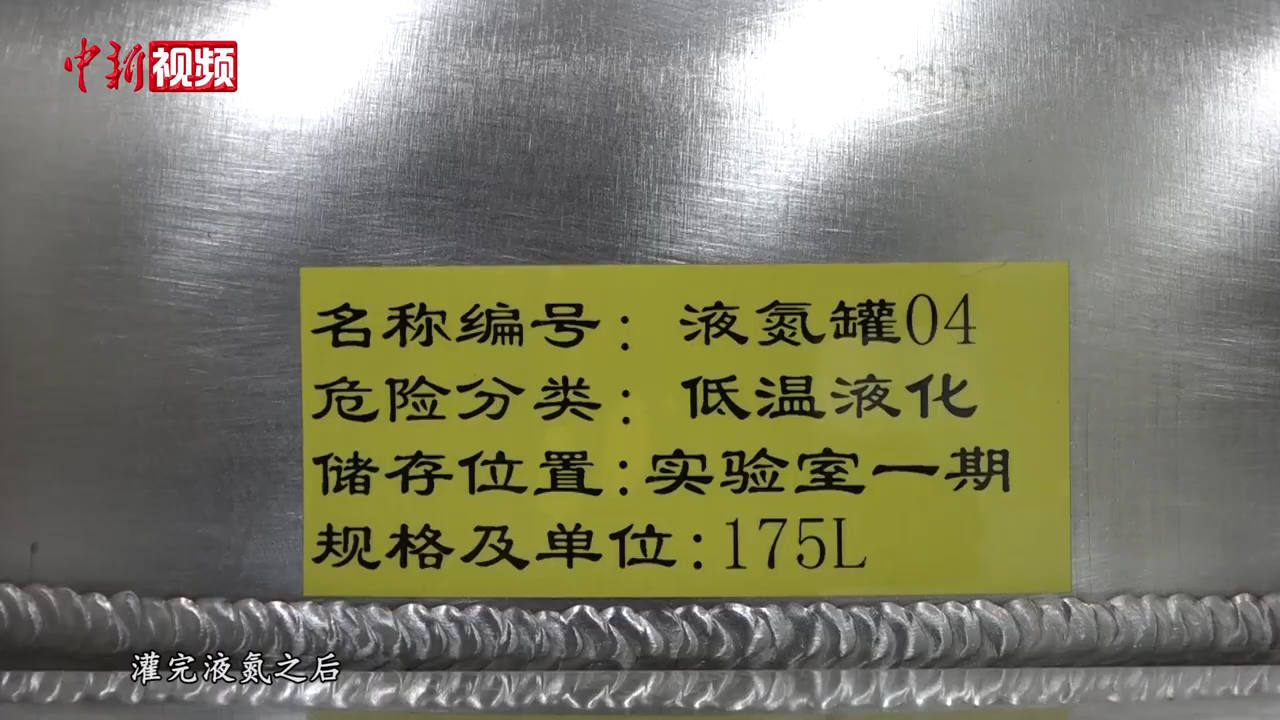 中新视频
名称编号：液氮罐04
危险分类：低温液化
储存位置：实验室一期
规格及单位：175L
灌完液氮之后